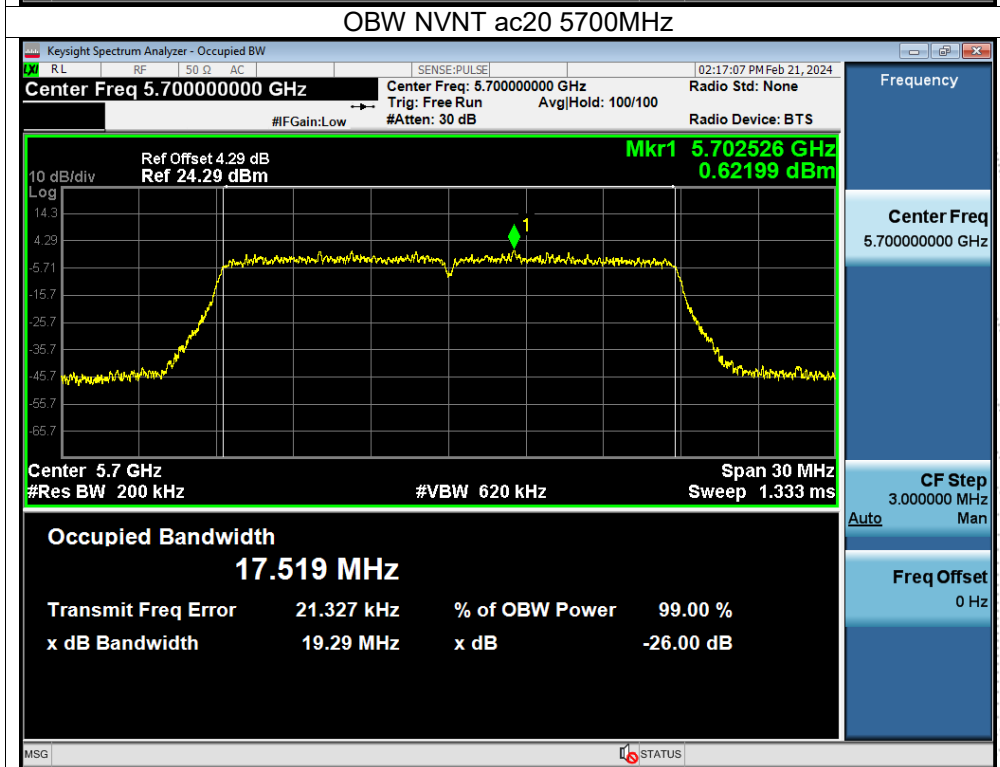 OBW NVNT ac20 5700MHz
Keysight Spectrum Analyzer - Occupied BW
LXI RL RF 50 Ω AC SENSE:PULSE 02:17:07 PM Feb 21, 2024
Center Freq 5.700000000 GHz
Center Freq: 5.700000000 GHz Radio Std: None
Trig: Free Run Avg|Hold: 100/100
#IFGain:Low #Atten: 30 dB Radio Device: BTS
Frequency
Mkr1 5.702526 GHz
0.62199 dBm
Ref Offset 4.29 dB
10 dB/div Ref 24.29 dBm
Log
14.3
4.29
-5.71
-15.7
-25.7
-35.7
-45.7
-55.7
-65.7
1
Center 5.7 GHz Span 30 MHz
#Res BW 200 kHz #VBW 620 kHz Sweep 1.333 ms
Center Freq
5.700000000 GHz
CF Step
3.000000 MHz
Auto Man
Freq Offset
0 Hz
Occupied Bandwidth
17.519 MHz
Transmit Freq Error 21.327 kHz % of OBW Power 99.00 %
x dB Bandwidth 19.29 MHz x dB -26.00 dB
MSG STATUS